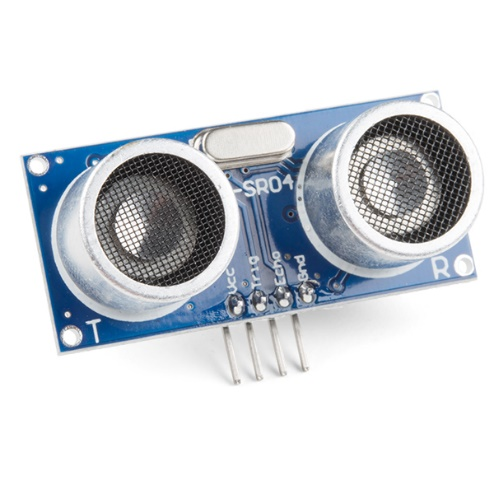 -SR04
Vcc
Trig
Echo
Gnd
T
R